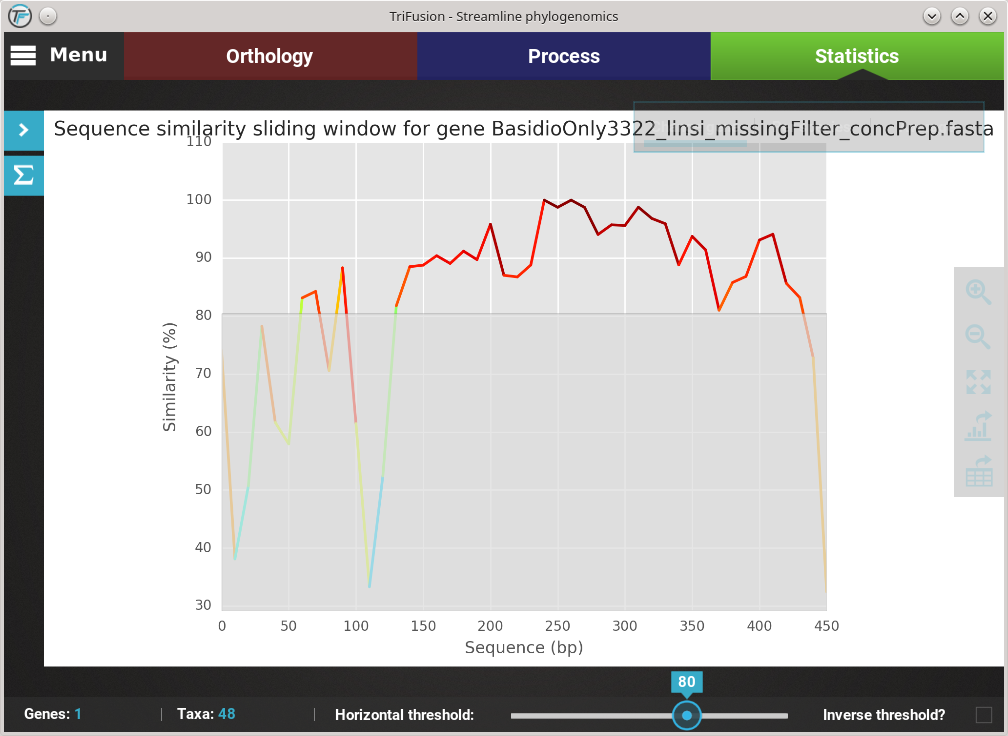 TriFusion - Streamline phylogenomics
Menu
Orthology
Process
Statistics
Sequence similarity sliding window for gene BasidioOnly3322_linsi_missingFilter_concPrep.fasta
110
100
90
80
70
60
50
40
30
Similarity (%)
0 50 100 150 200 250 300 350 400 450
Sequence (bp)
80
Genes: 1 | Taxa: 48 | Horizontal threshold: Inverse threshold?